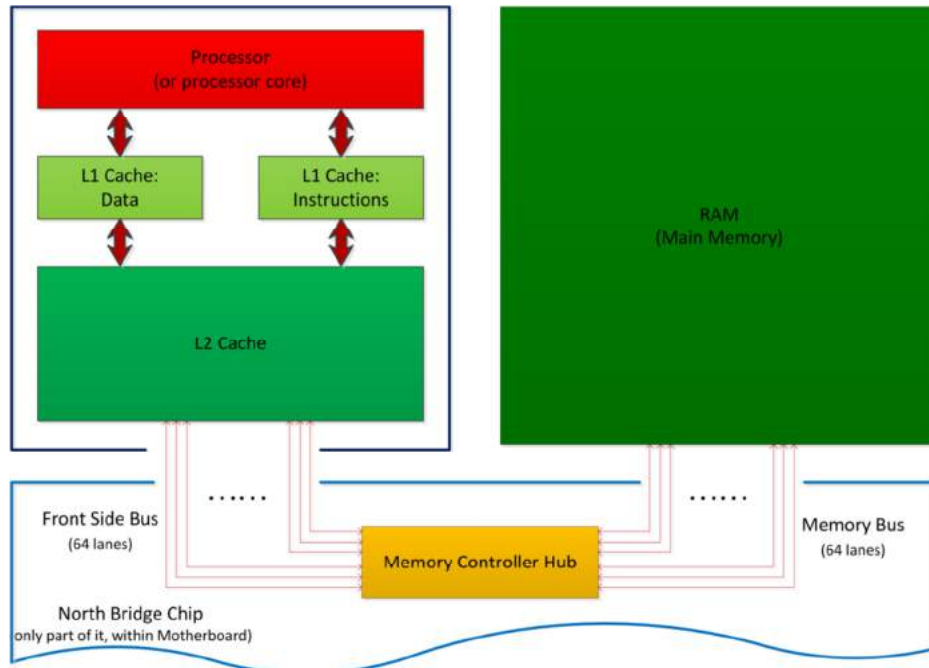 Processor
(or processor core)
L1 Cache:
Data
L1 Cache:
Instructions
L2 Cache
RAM
(Main Memory)
......
......
Front Side Bus
(64 lanes)
Memory Controller Hub
Memory Bus
(64 lanes)
North Bridge Chip
(only part of it, within Motherboard)